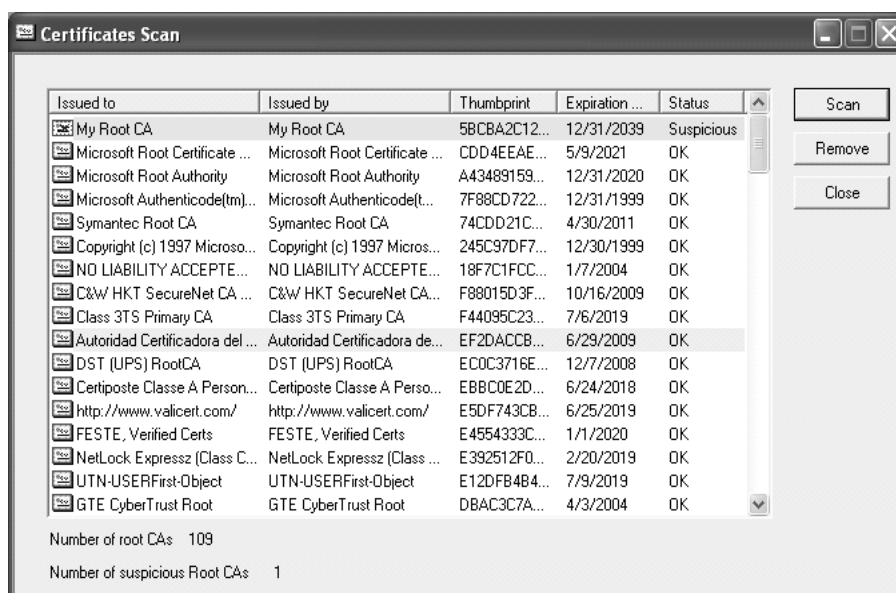 Certificates Scan
Issued to Issued by Thumbprint Expiration ... Status
My Root CA My Root CA 5BCBA2C12... 12/31/2039 Suspicious
Microsoft Root Certificate ... Microsoft Root Certificate ... CDD4EEAE... 5/9/2021 OK
Microsoft Root Authority Microsoft Root Authority A43489159... 12/31/2020 OK
Microsoft Authenticode(tm)... Microsoft Authenticode(t... 7F88CD722... 12/31/1999 OK
Symantec Root CA Symantec Root CA 74CDD21C... 4/30/2011 OK
Copyright (c) 1997 Microso... Copyright (c) 1997 Micros... 245C97DF7... 12/30/1999 OK
NO LIABILITY ACCEPTE... NO LIABILITY ACCEPTE... 18F7C1FCC... 1/7/2004 OK
C&W HKT SecureNet CA ... C&W HKT SecureNet CA... F88015D3F... 10/16/2009 OK
Class 3TS Primary CA Class 3TS Primary CA F44095C23... 7/6/2019 OK
Autoridad Certificadora del ... Autoridad Certificadora de... EF2DACCB... 6/29/2009 OK
DST (UPS) RootCA DST (UPS) RootCA EC0C3716E... 12/7/2008 OK
Certiposte Classe A Person... Certiposte Classe A Perso... EBBC0E2D... 6/24/2018 OK
http://www.valicert.com/ http://www.valicert.com/ E5DF743CB... 6/25/2019 OK
FESTE, Verified Certs FESTE, Verified Certs E4554333C... 1/1/2020 OK
NetLock Expressz (Class C... NetLock Expressz (Class ... E392512F0... 2/20/2019 OK
UTN-USERFirst-Object UTN-USERFirst-Object E12DFB4B4... 7/9/2019 OK
GTE CyberTrust Root GTE CyberTrust Root DBAC3C7A... 4/3/2004 OK
Scan
Remove
Close
Number of root CAs 109
Number of suspicious Root CAs 1